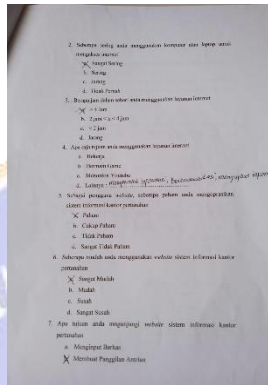 2. Seberapa sering anda menggunakan komputer atau laptop untuk
mengakses internet
a. Sangat Sering
b. Sering
c. Jarang
d. Tidak Pernah
3. Berapa jam dalam sehari anda menggunakan layanan internet
a. > 4 Jam
b. 2 jam < x < 4 jam
c. < 2 jam
d. Jarang
4. Apa saja tujuan anda menggunakan layanan internet
a. Bekerja
b. Bermain Game
c. Menonton Youtube
d. Lainnya :
5. Sebagai pengguna website, seberapa paham anda mengoperasikan
sistem informasi kantor pertanahan
a. Paham
b. Cukup Paham
c. Tidak Paham
d. Sangat Tidak Paham
6. Seberapa mudah anda menggunakan website sistem informasi kantor
pertanahan
a. Sangat Mudah
b. Mudah
c. Susah
d. Sangat Susah
7. Apa tujuan anda mengunjungi website sistem informasi kantor
pertanahan
a. Menginput Berkas
b. Membuat Panggilan Antrian